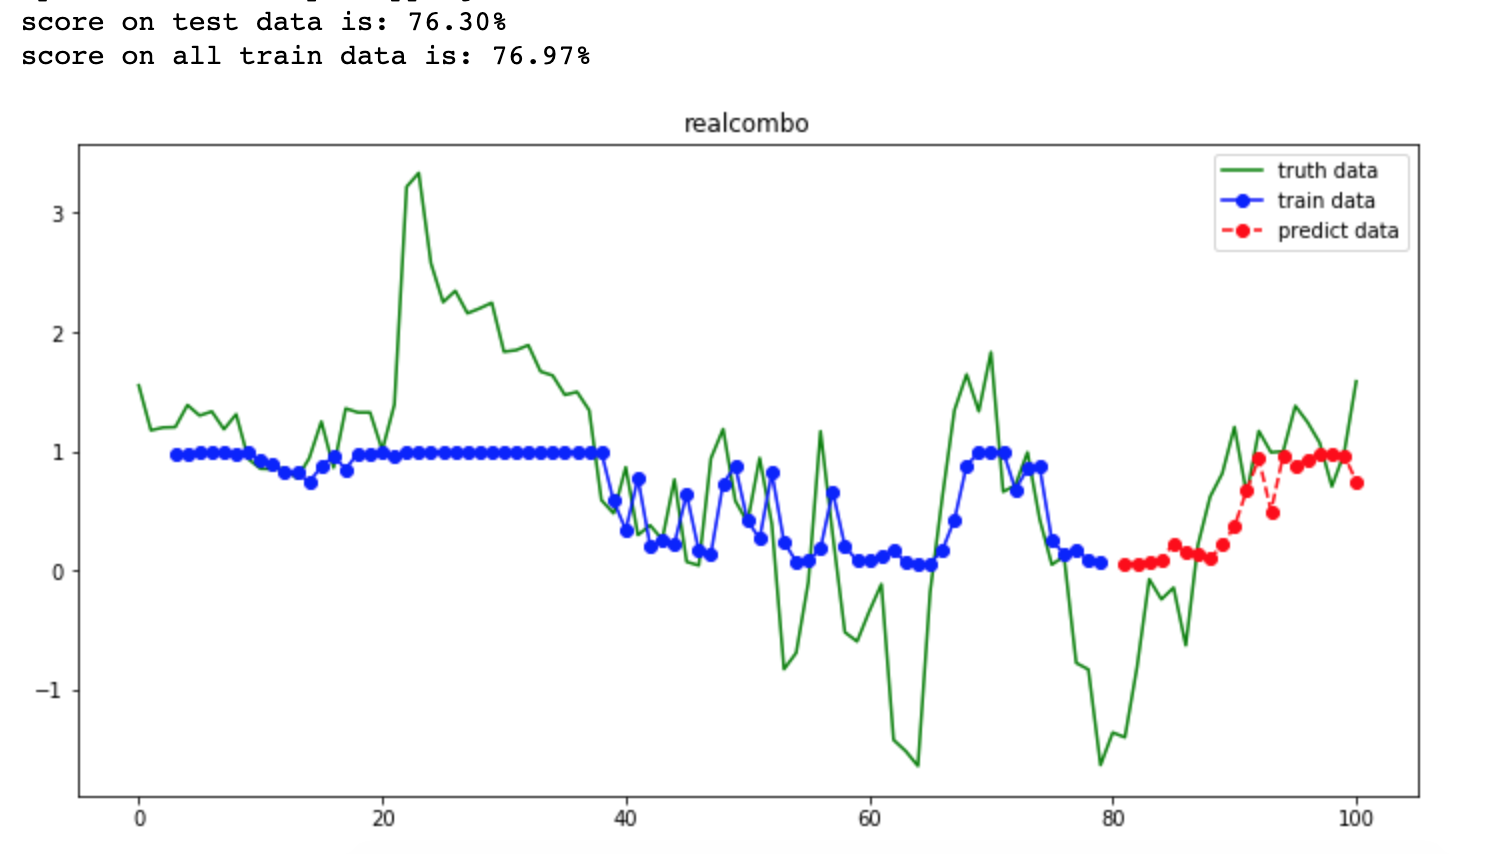 score on test data is: 76.30%
score on all train data is: 76.97%
realcombo
truth data
train data
predict data
3
2
1
0
−1
0 20 40 60 80 100